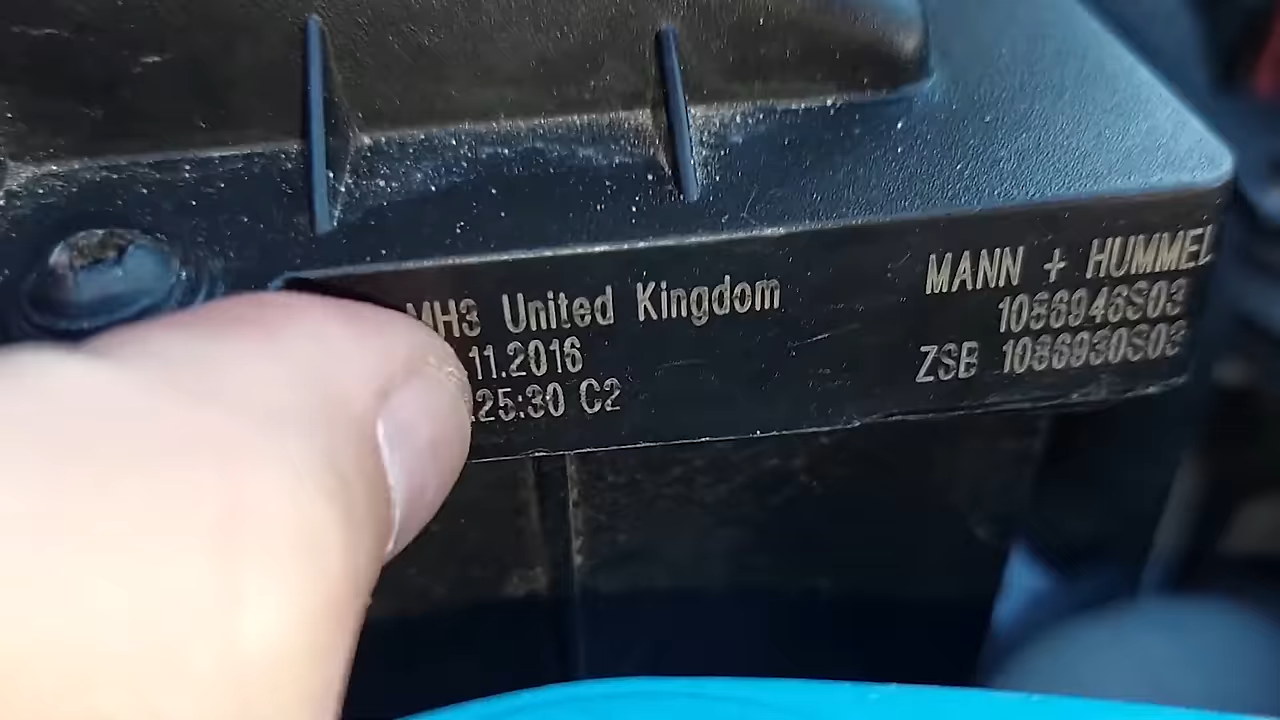 MH3 United Kingdom
11.2016
.25:30 C2
MANN + HUMMEL
1086946S03
ZSB 1086930S03